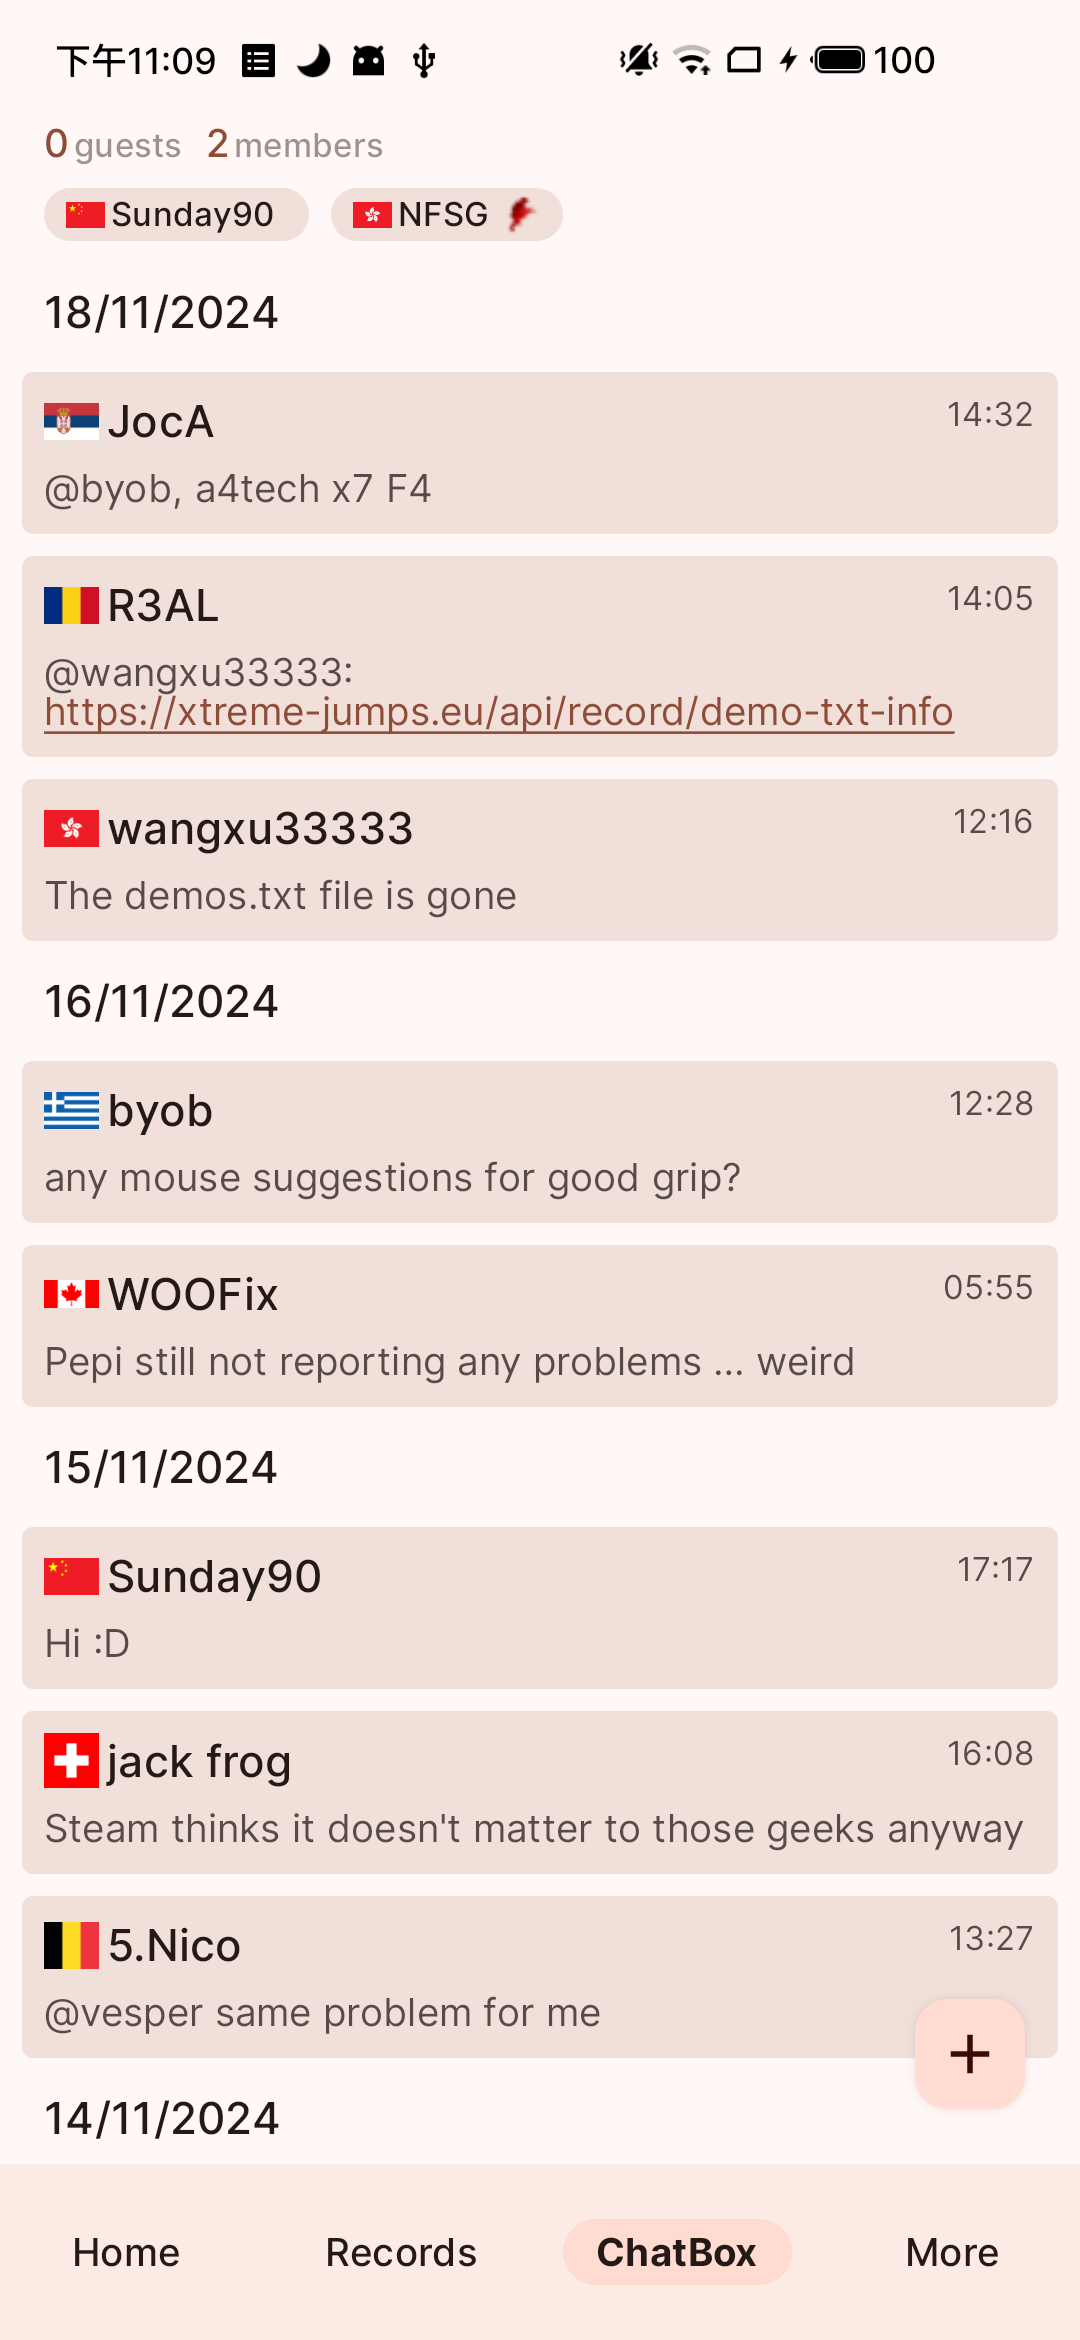 下午11:09 100
0 guests 2 members
Sunday90 NFSG
18/11/2024
JocA 14:32
@byob, a4tech x7 F4
R3AL 14:05
@wangxu33333:
https://xtreme-jumps.eu/api/record/demo-txt-info
wangxu33333 12:16
The demos.txt file is gone
16/11/2024
byob 12:28
any mouse suggestions for good grip?
WOOFix 05:55
Pepi still not reporting any problems ... weird
15/11/2024
Sunday90 17:17
Hi :D
jack frog 16:08
Steam thinks it doesn't matter to those geeks anyway
5.Nico 13:27
@vesper same problem for me
+
14/11/2024
Home Records ChatBox More